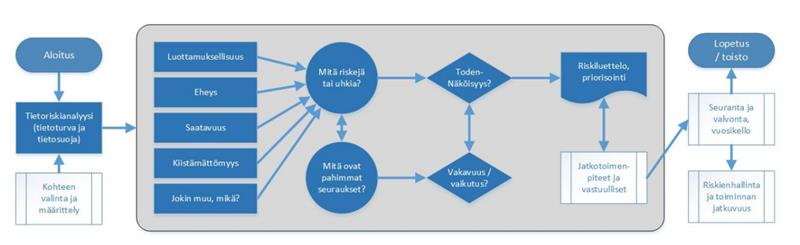 Aloitus
Tietoriskianalyysi
(tietoturva ja
tietosuoja)
Kohteen
valinta ja
määrittely
Luottamuksellisuus
Eheys
Saatavuus
Kiistämättömyys
Jokin muu, mikä?
Mitä riskejä
tai uhkia?
Mitä ovat
pahimmat
seuraukset?
Toden-
Näköisyys?
Vakavuus /
vaikutus?
Riskiluettelo,
priorisointi
Jatkotoimen-
piteet ja
vastuulliset
Lopetus
/ toisto
Seuranta ja
valvonta,
vuosikello
Riskienhallinta
ja toiminnan
jatkuvuus